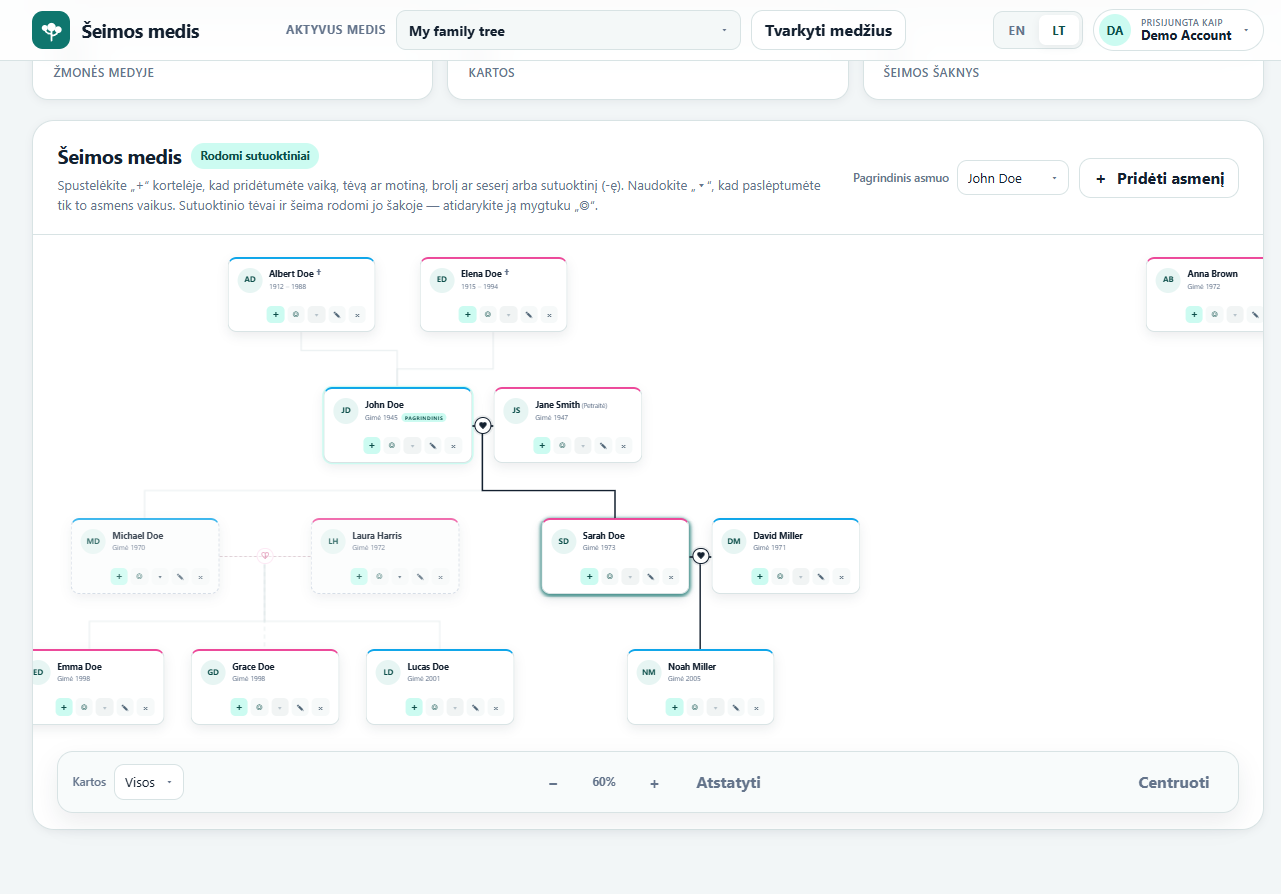 Šeimos medis
AKTYVUS MEDIS
My family tree
Tvarkyti medžius
EN
LT
DA
PRISIJUNGTA KAIP
Demo Account
ŽMONĖS MEDYJE
KARTOS
ŠEIMOS ŠAKNYS
Šeimos medis
Rodomi sutuoktiniai
Spustelėkite „+“ kortelėje, kad pridėtumėte vaiką, tėvą ar motiną, brolį ar seserį arba sutuoktinį (-ę). Naudokite „▾“, kad paslėptumėte
tik to asmens vaikus. Sutuoktinio tėvai ir šeima rodomi jo šakoje — atidarykite ją mygtuku „◎“.
Pagrindinis asmuo
John Doe
+ Pridėti asmenį
AD
Albert Doe †
1912 – 1988
ED
Elena Doe †
1915 – 1994
AB
Anna Brown
Gimė 1972
JD
John Doe
Gimė 1945 PAGRINDINIS
JS
Jane Smith (Petraitė)
Gimė 1947
MD
Michael Doe
Gimė 1970
LH
Laura Harris
Gimė 1972
SD
Sarah Doe
Gimė 1973
DM
David Miller
Gimė 1971
ED
Emma Doe
Gimė 1998
GD
Grace Doe
Gimė 1998
LD
Lucas Doe
Gimė 2001
NM
Noah Miller
Gimė 2005
Kartos
Visos
−
60%
+
Atstatyti
Centruoti